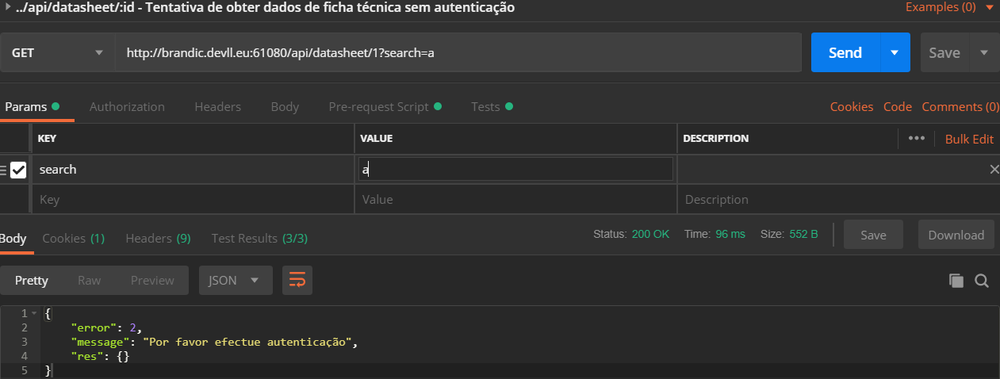 ../api/datasheet/:id - Tentativa de obter dados de ficha técnica sem autenticação Examples (0)
GET http://brandic.devll.eu:61080/api/datasheet/1?search=a Send Save
Params Authorization Headers Body Pre-request Script Tests Cookies Code Comments (0)
KEY VALUE DESCRIPTION ••• Bulk Edit
search a
Key Value Description
Body Cookies (1) Headers (9) Test Results (3/3) Status: 200 OK Time: 96 ms Size: 552 B Save Download
Pretty Raw Preview JSON
1 {
2 "error": 2,
3 "message": "Por favor efectue autenticação",
4 "res": {}
5 }